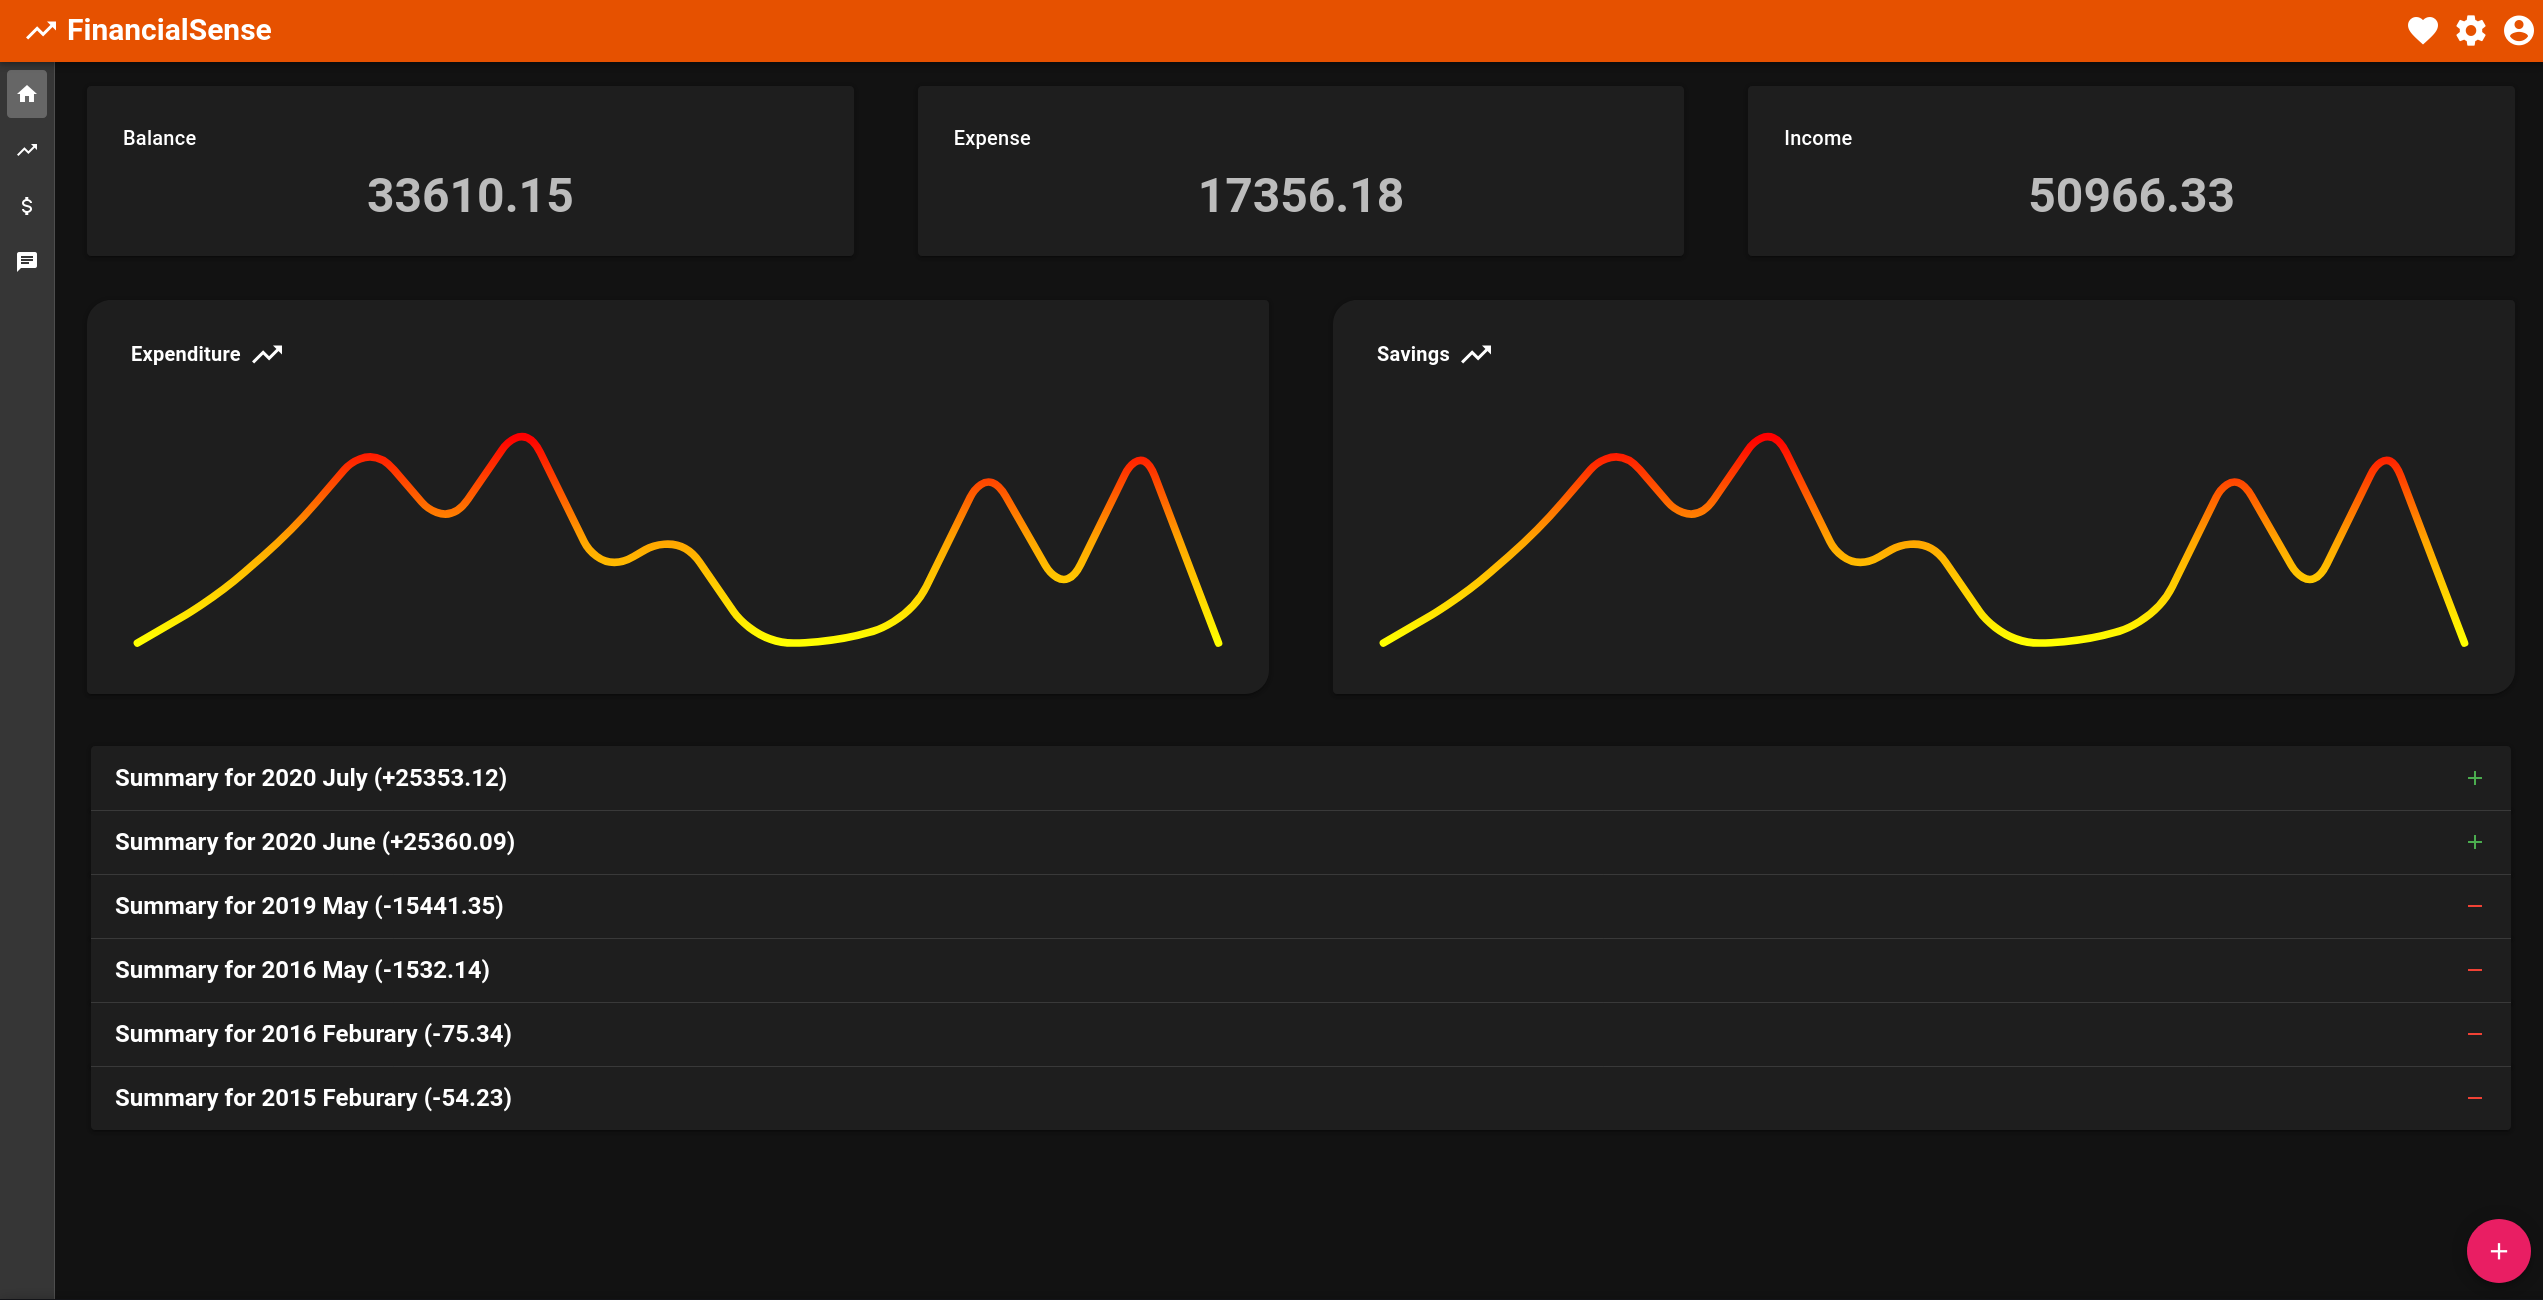 FinancialSense
Balance
33610.15
Expense
17356.18
Income
50966.33
Expenditure
Savings
Summary for 2020 July (+25353.12)
Summary for 2020 June (+25360.09)
Summary for 2019 May (-15441.35)
Summary for 2016 May (-1532.14)
Summary for 2016 Feburary (-75.34)
Summary for 2015 Feburary (-54.23)